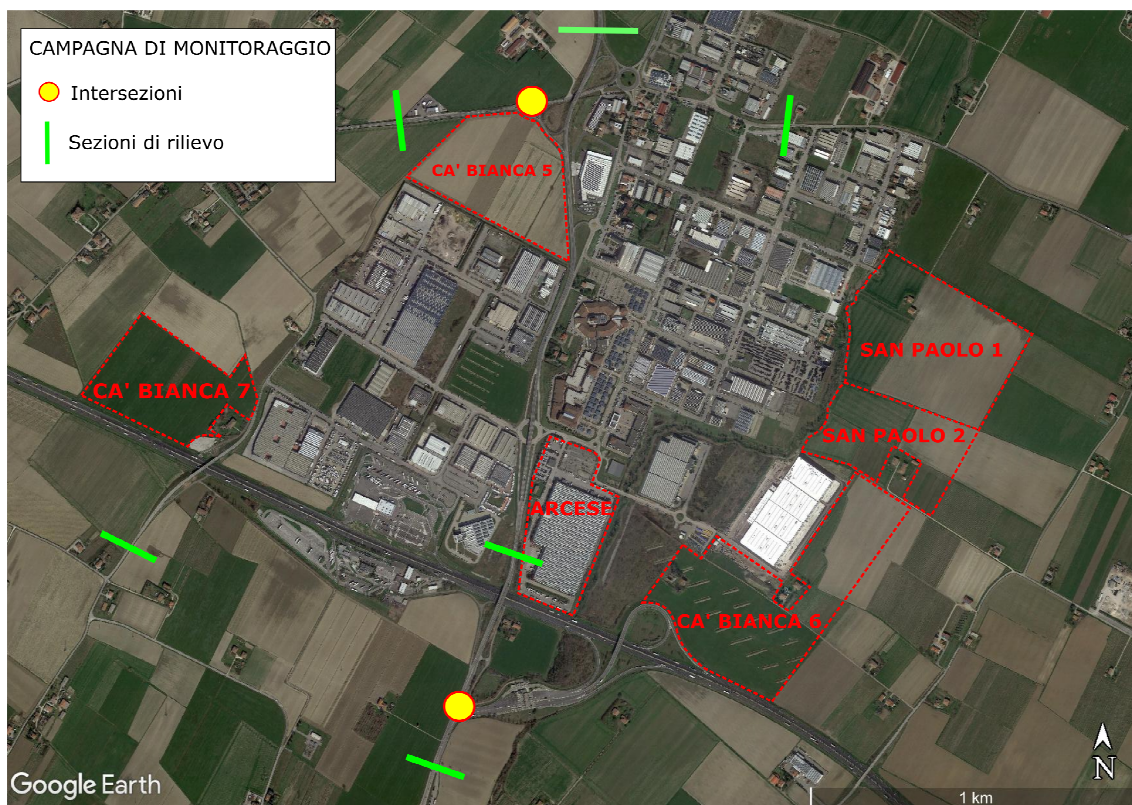 CAMPAGNA DI MONITORAGGIO
Intersezioni
Sezioni di rilievo
CA' BIANCA 5
SAN PAOLO 1
CA' BIANCA 7
SAN PAOLO 2
ARCESE
CA' BIANCA 6
N
Google Earth
1 km